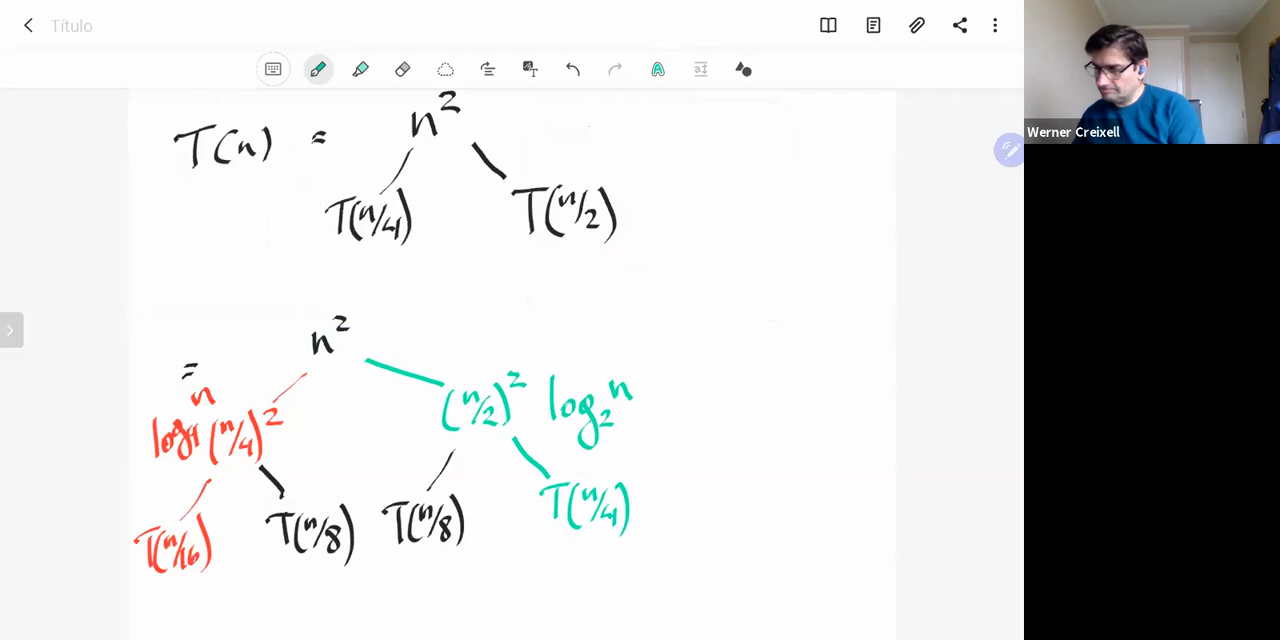 Título
Werner Creixell
T(n) = n²
T(n/4) T(n/2)
= n²
log₄ n (n/4)² (n/2)² log₂ n
T(n/16) T(n/8) T(n/8) T(n/4)